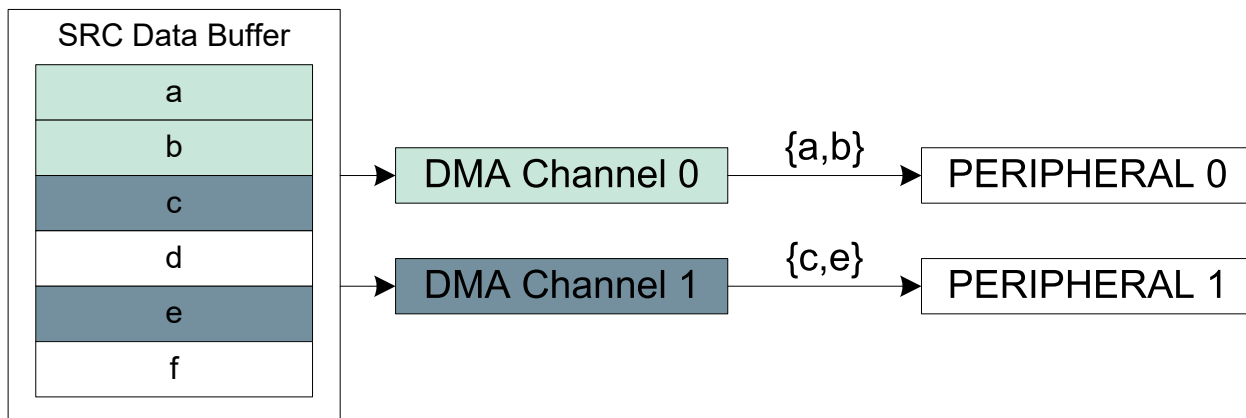 SRC Data Buffer
a
b
c
d
e
f
DMA Channel 0
{a,b}
PERIPHERAL 0
DMA Channel 1
{c,e}
PERIPHERAL 1